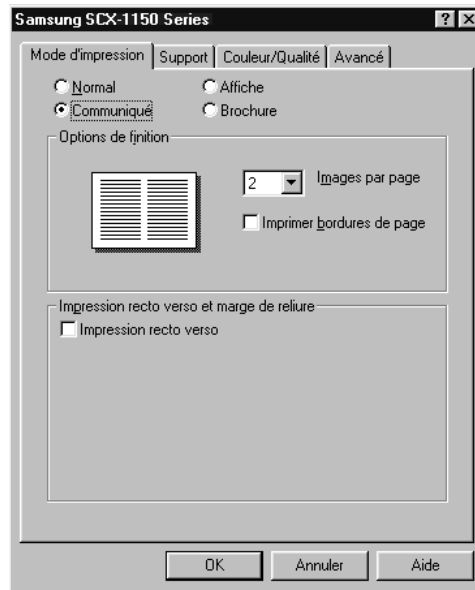 Samsung SCX-1150 Series
Mode d'impression Support Couleur/Qualité Avancé
Normal Affiche
Communiqué Brochure
Options de finition
2 Images par page
Imprimer bordures de page
Impression recto verso et marge de reliure
Impression recto verso
OK Annuler Aide